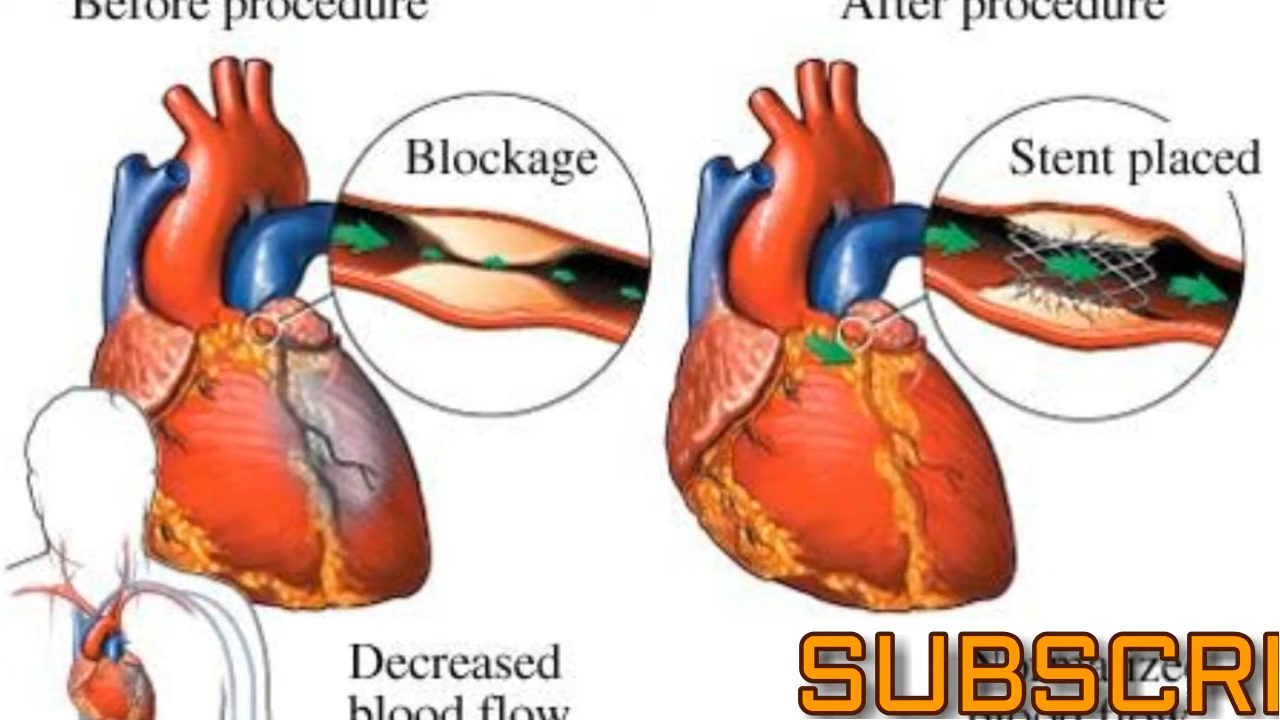 Before procedure
After procedure
Blockage
Stent placed
Decreased
blood flow
SUBSCRI